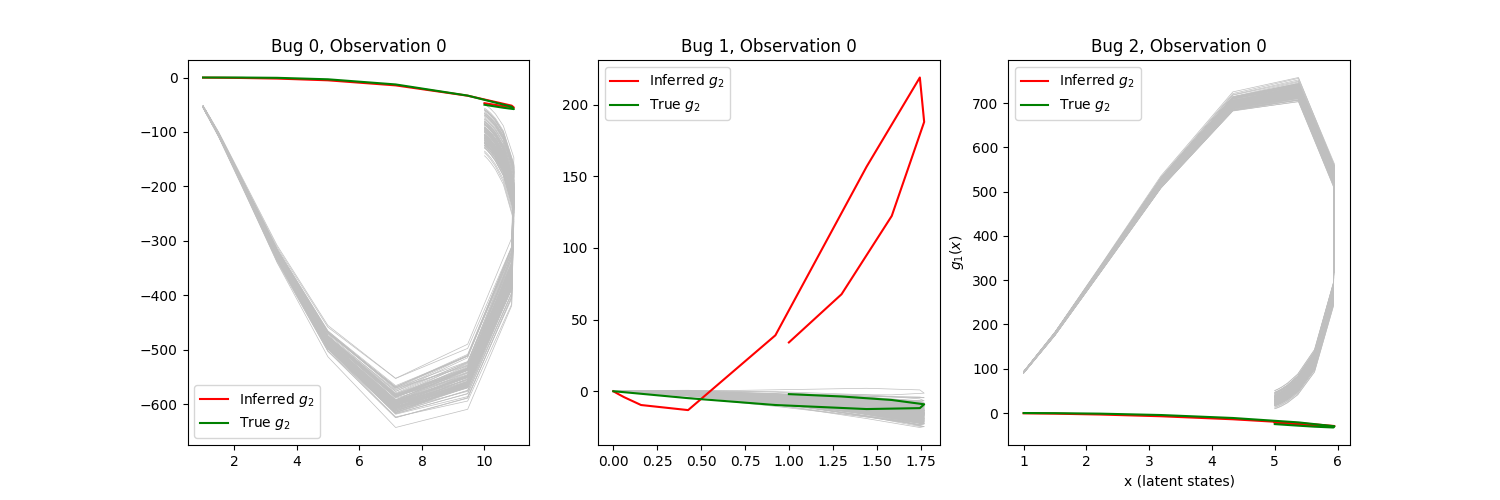 Bug 0, Observation 0
0
−100
−200
−300
−400
−500
−600
2 4 6 8 10
Inferred g₂
True g₂
Bug 1, Observation 0
200
150
100
50
0
0.00 0.25 0.50 0.75 1.00 1.25 1.50 1.75
Inferred g₂
True g₂
Bug 2, Observation 0
g₁(x)
700
600
500
400
300
200
100
0
1 2 3 4 5 6
x (latent states)
Inferred g₂
True g₂